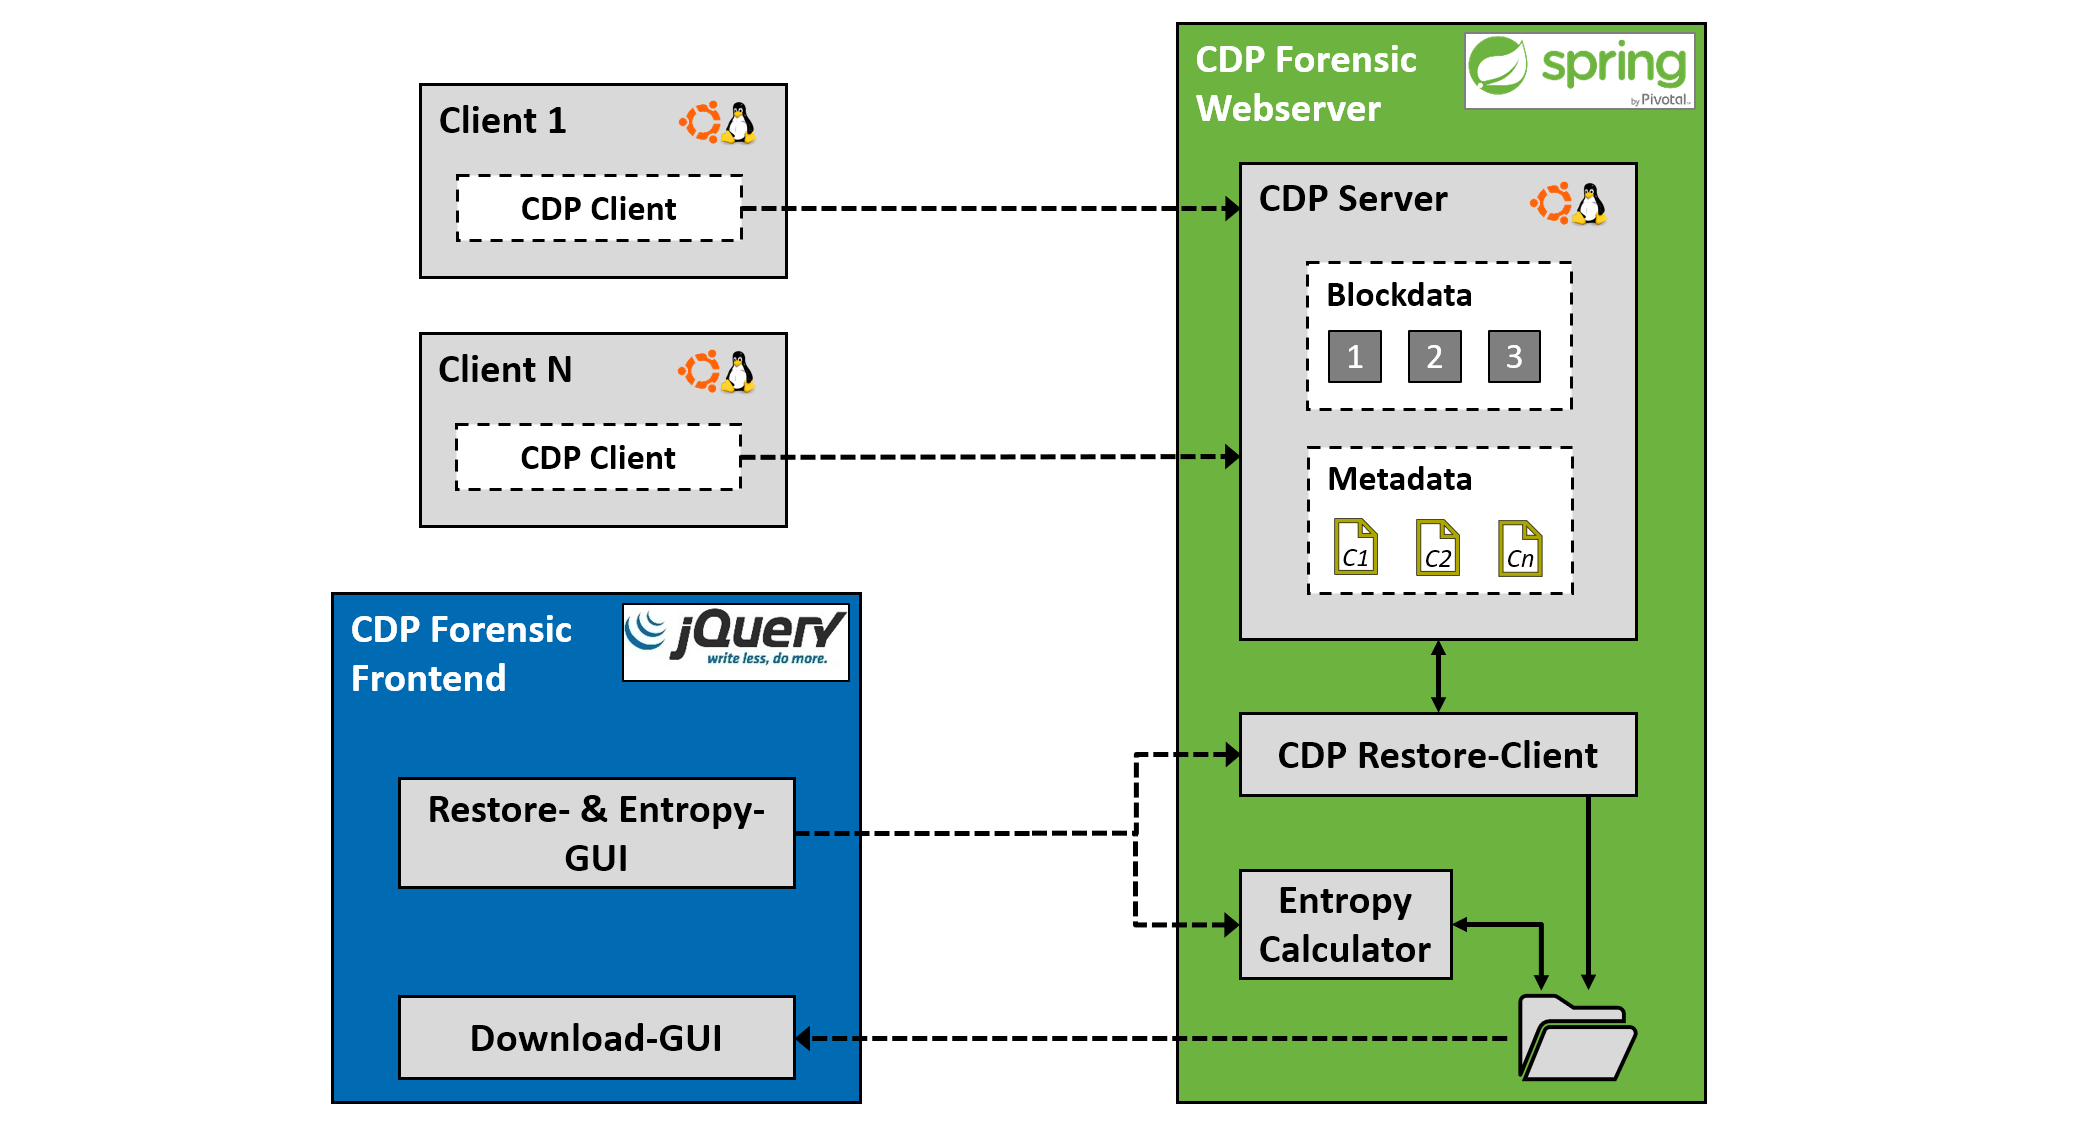 Client 1
CDP Client
Client N
CDP Client
CDP Forensic
Frontend
jQuery
write less, do more.
Restore- & Entropy-
GUI
Download-GUI
CDP Forensic
Webserver
spring
by Pivotal™
CDP Server
Blockdata
1 2 3
Metadata
C1 C2 Cn
CDP Restore-Client
Entropy
Calculator